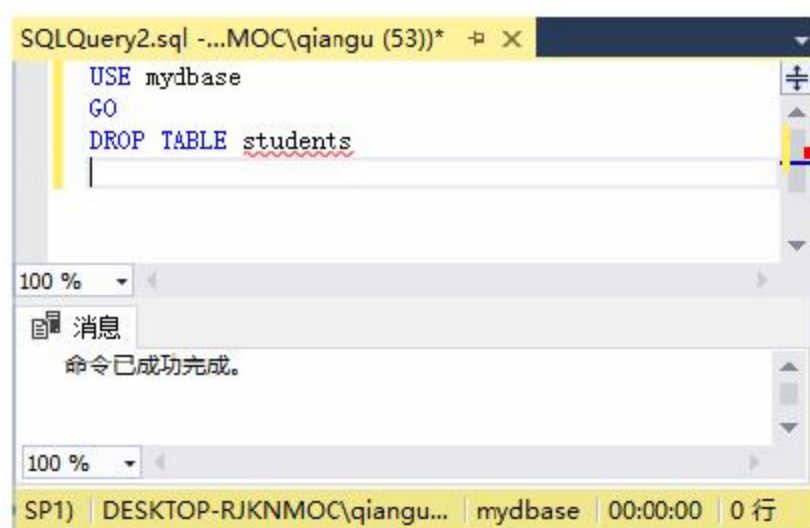 SQLQuery2.sql -...MOC\qiangu (53))*
USE mydbase
GO
DROP TABLE students
100 %
消息
命令已成功完成。
100 %
SP1) DESKTOP-RJKNMOC\qiangu... mydbase 00:00:00 0 行